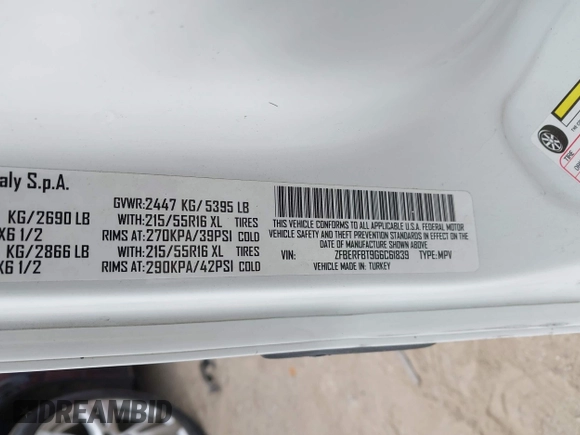 aly S.p.A.
GVWR:2447 KG/5395 LB
KG/2690 LB WITH:215/55R16 XL TIRES
X6 1/2 RIMS AT:270KPA/39PSI COLD
KG/2866 LB WITH:215/55R16 XL TIRES
X6 1/2 RIMS AT:290KPA/42PSI COLD
THIS VEHICLE CONFORMS TO ALL APPLICABLE U.S.A. FEDERAL MOTOR
VEHICLE SAFETY AND THEFT PREVENTION STANDARDS IN EFFECT
ON THE DATE OF MANUFACTURE SHOWN ABOVE
VIN: ZFBERFBT9G6C61839 TYPE:MPV
VEHICLE MADE IN: TURKEY
DREAMBID